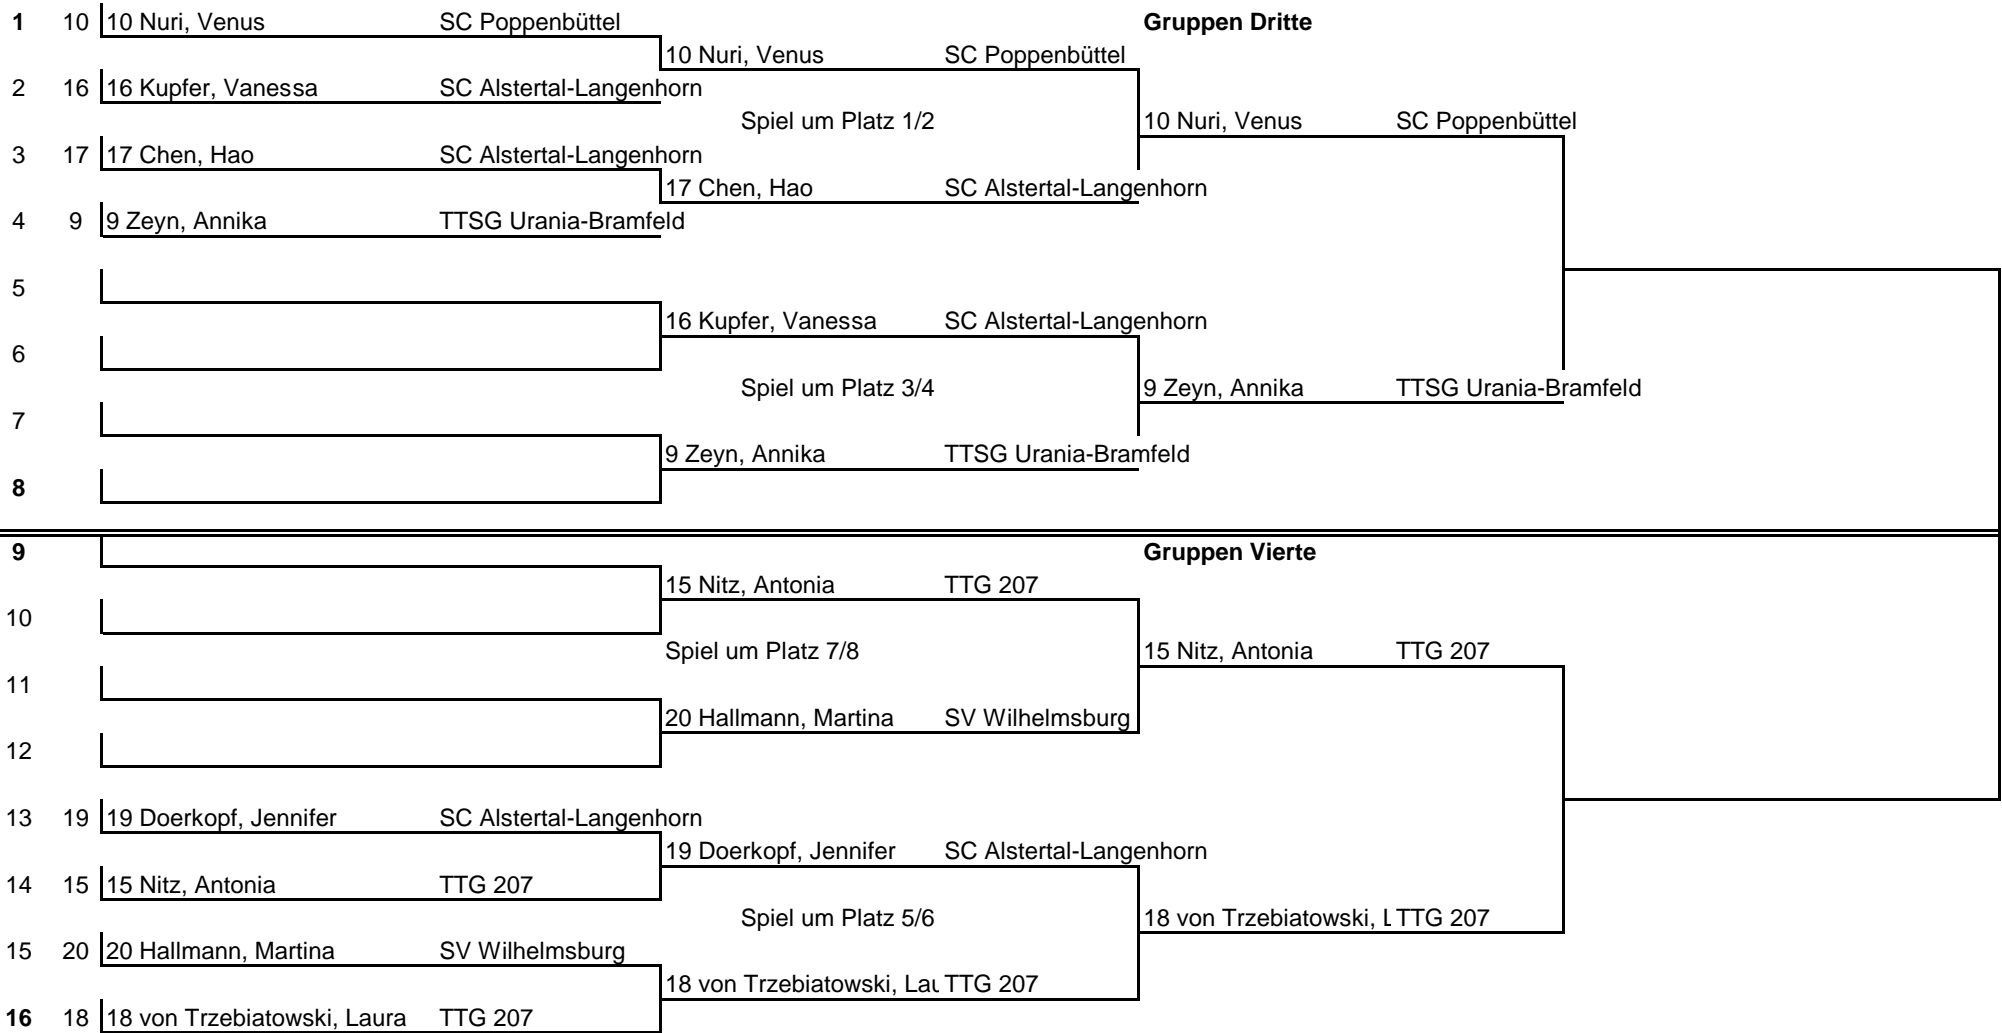 1 10 10 Nuri, Venus SC Poppenbüttel Gruppen Dritte
10 Nuri, Venus SC Poppenbüttel
2 16 16 Kupfer, Vanessa SC Alstertal-Langenhorn
Spiel um Platz 1/2 10 Nuri, Venus SC Poppenbüttel
3 17 17 Chen, Hao SC Alstertal-Langenhorn
17 Chen, Hao SC Alstertal-Langenhorn
4 9 9 Zeyn, Annika TTSG Urania-Bramfeld
5
16 Kupfer, Vanessa SC Alstertal-Langenhorn
6
Spiel um Platz 3/4 9 Zeyn, Annika TTSG Urania-Bramfeld
7
9 Zeyn, Annika TTSG Urania-Bramfeld
8
9 Gruppen Vierte
15 Nitz, Antonia TTG 207
10
Spiel um Platz 7/8 15 Nitz, Antonia TTG 207
11
20 Hallmann, Martina SV Wilhelmsburg
12
13 19 19 Doerkopf, Jennifer SC Alstertal-Langenhorn
19 Doerkopf, Jennifer SC Alstertal-Langenhorn
14 15 15 Nitz, Antonia TTG 207
Spiel um Platz 5/6 18 von Trzebiatowski, L TTG 207
15 20 20 Hallmann, Martina SV Wilhelmsburg
18 von Trzebiatowski, Lau TTG 207
16 18 18 von Trzebiatowski, Laura TTG 207